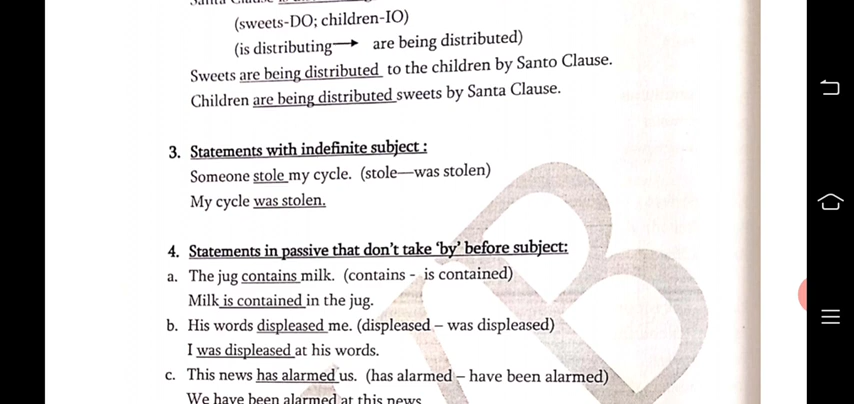 (sweets-DO; children-IO)
(is distributing→ are being distributed)
Sweets are being distributed to the children by Santo Clause.
Children are being distributed sweets by Santa Clause.
3. Statements with indefinite subject :
Someone stole my cycle. (stole—was stolen)
My cycle was stolen.
4. Statements in passive that don't take 'by' before subject:
a. The jug contains milk. (contains - is contained)
Milk is contained in the jug.
b. His words displeased me. (displeased – was displeased)
I was displeased at his words.
c. This news has alarmed us. (has alarmed – have been alarmed)
We have been alarmed at this news.